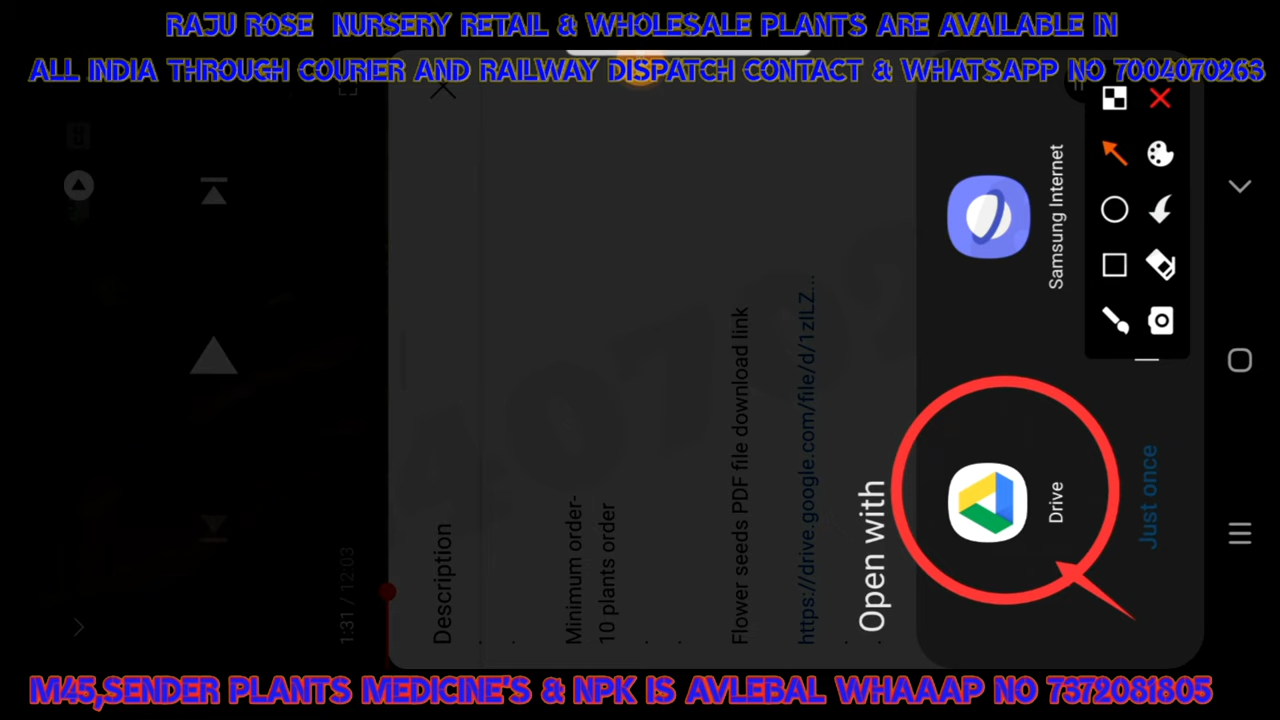 RAJU ROSE NURSERY RETAIL & WHOLESALE PLANTS ARE AVAILABLE IN
ALL INDIA THROUGH COURIER AND RAILWAY DISPATCH CONTACT & WHATSAPP NO 7004070263
1:31 / 12:03
Description
Minimum order-
10 plants order
Flower seeds PDF file download link
https://drive.google.com/file/d/1zILZ...
Open with
Drive
Samsung Internet
Just once
M45,SENDER PLANTS MEDICINE'S & NPK IS AVLEBAL WHAAAP NO 7372081805